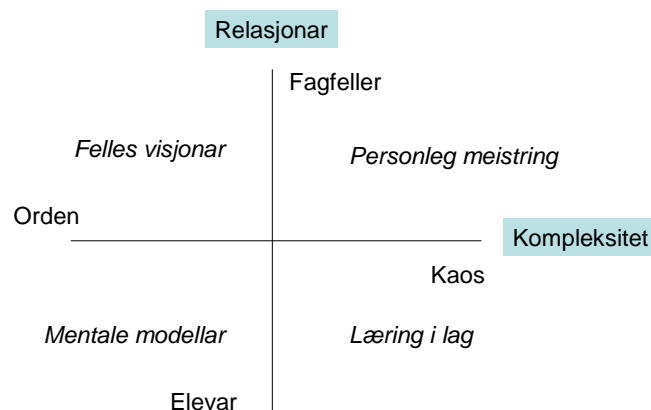 Relasjonar
Fagfeller
Felles visjonar
Personleg meistring
Orden
Kompleksitet
Kaos
Mentale modellar
Læring i lag
Elevar